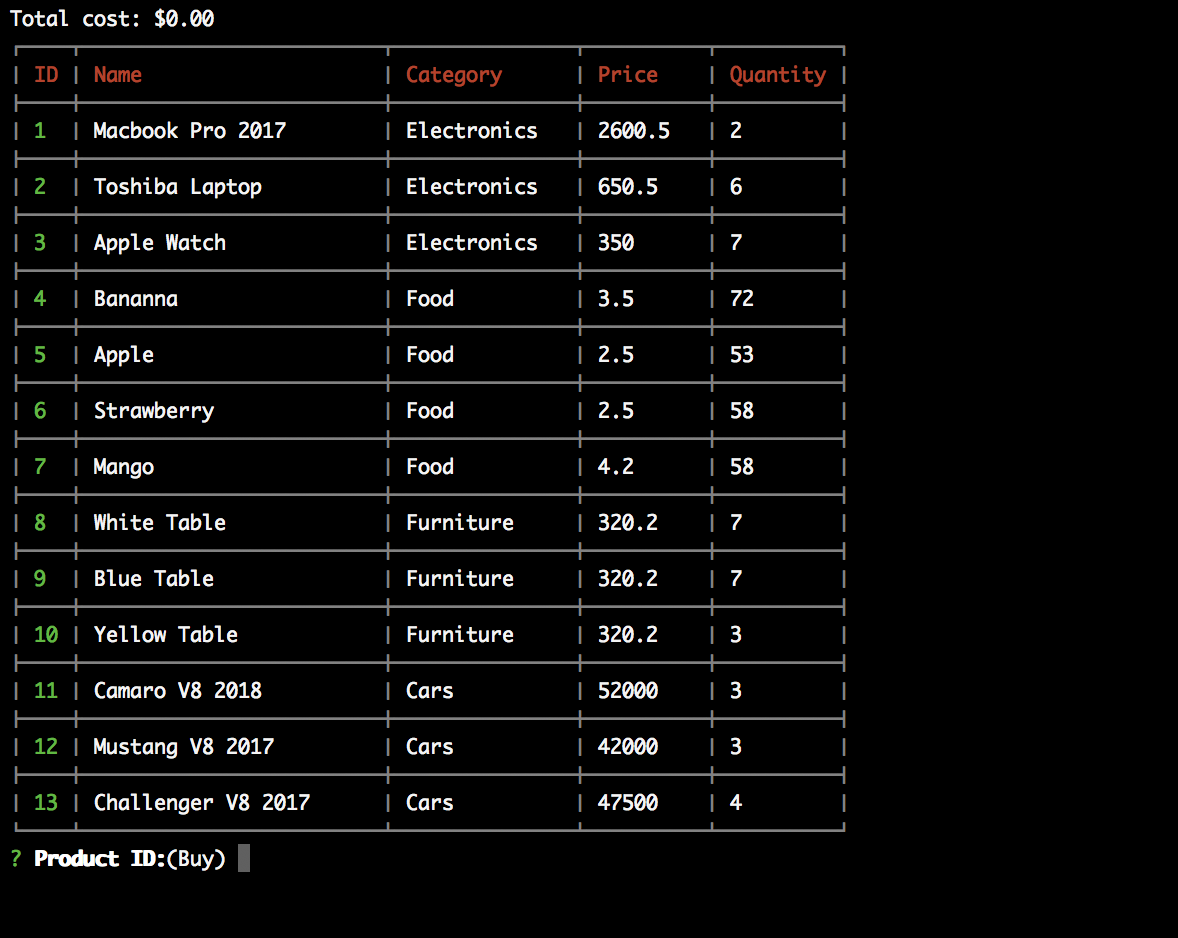 Total cost: $0.00
ID Name Category Price Quantity
1 Macbook Pro 2017 Electronics 2600.5 2
2 Toshiba Laptop Electronics 650.5 6
3 Apple Watch Electronics 350 7
4 Bananna Food 3.5 72
5 Apple Food 2.5 53
6 Strawberry Food 2.5 58
7 Mango Food 4.2 58
8 White Table Furniture 320.2 7
9 Blue Table Furniture 320.2 7
10 Yellow Table Furniture 320.2 3
11 Camaro V8 2018 Cars 52000 3
12 Mustang V8 2017 Cars 42000 3
13 Challenger V8 2017 Cars 47500 4
? Product ID:(Buy)